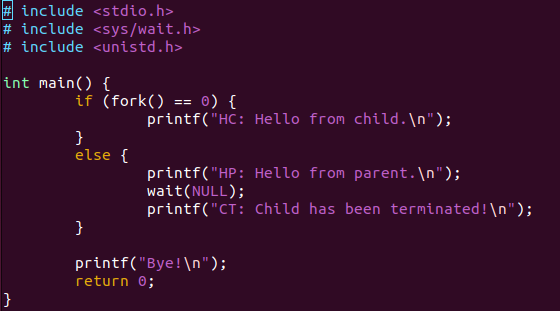 # include <stdio.h>
# include <sys/wait.h>
# include <unistd.h>

int main() {
        if (fork() == 0) {
                printf("HC: Hello from child.\n");
        }
        else {
                printf("HP: Hello from parent.\n");
                wait(NULL);
                printf("CT: Child has been terminated!\n");
        }

        printf("Bye!\n");
        return 0;
}